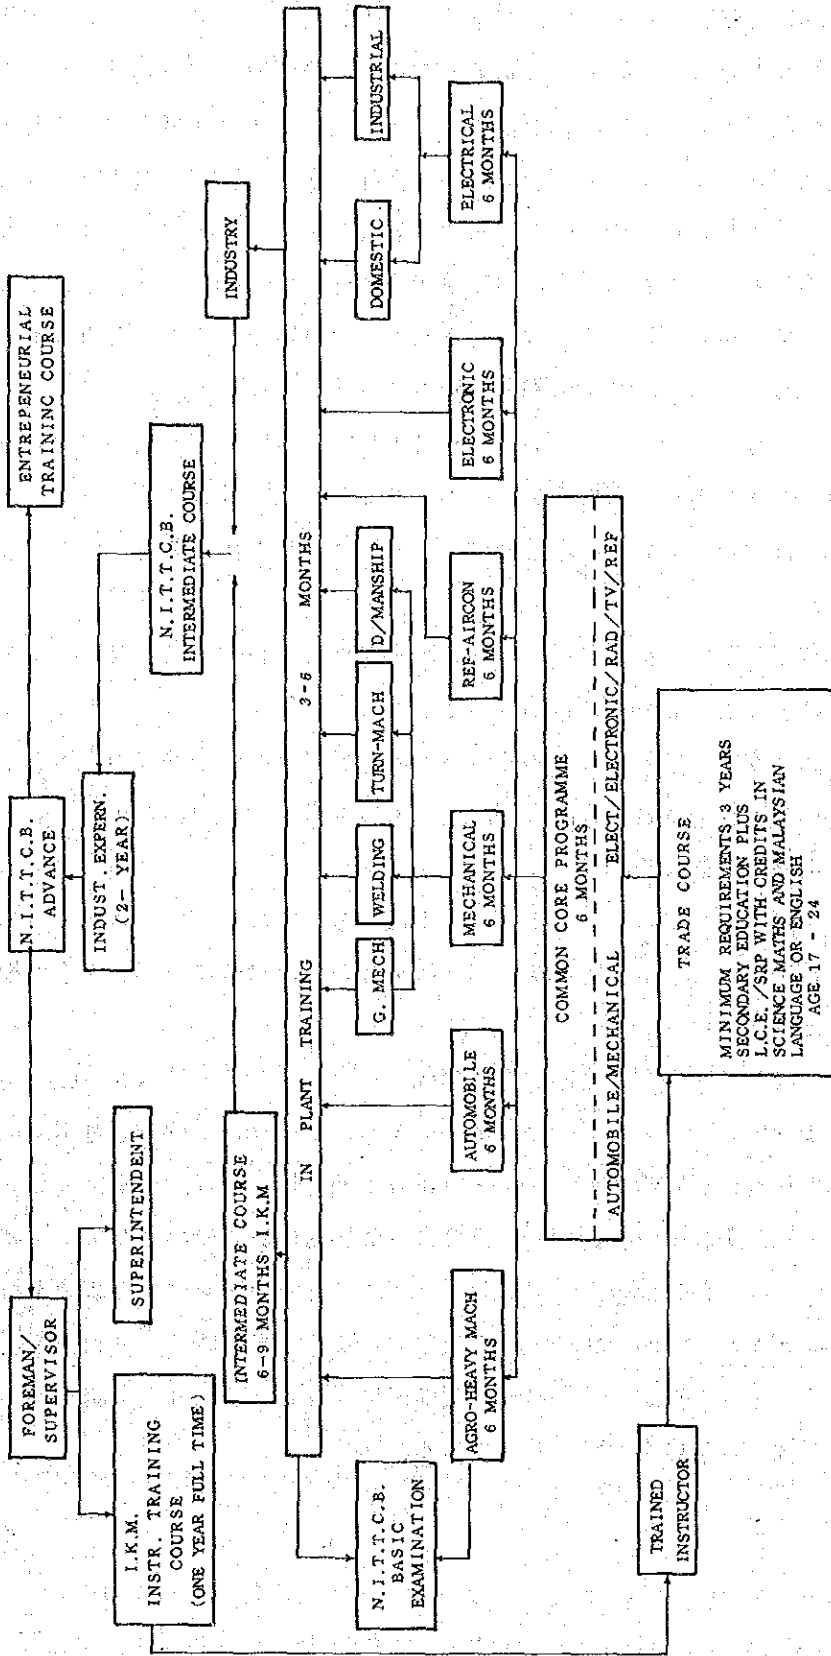 ENTREPENEURIAL
TRAINING COURSE
N.I.T.T.C.B.
ADVANCE
FOREMAN/
SUPERVISOR
INDUST. EXPERN.
(2- YEAR)
SUPERINTENDENT
I.K.M.
INSTR. TRAINING
COURSE
(ONE YEAR FULL TIME)
N.I.T.T.C.B.
INTERMEDIATE COURSE
INDUSTRY
INTERMEDIATE COURSE
6-9 MONTHS I.K.M
IN PLANT TRAINING 3-6 MONTHS
N.I.T.T.C.B.
BASIC
EXAMINATION
G. MECH
WELDING
TURN-MACH
D/MANSHIP
DOMESTIC
INDUSTRIAL
AGRO-HEAVY MACH
6 MONTHS
AUTOMOBILE
6 MONTHS
MECHANICAL
6 MONTHS
REF-AIRCON
6 MONTHS
ELECTRONIC
6 MONTHS
ELECTRICAL
6 MONTHS
COMMON CORE PROGRAMME
6 MONTHS
AUTOMOBILE/MECHANICAL ELECT/ELECTRONIC/RAD/TV/REF
TRAINED
INSTRUCTOR
TRADE COURSE
MINIMUM REQUIREMENTS 3 YEARS
SECONDARY EDUCATION PLUS
L.C.E. /SRP WITH CREDITS IN
SCIENCE MATHS AND MALAYSIAN
LANGUAGE OR ENGLISH
AGE 17 - 24